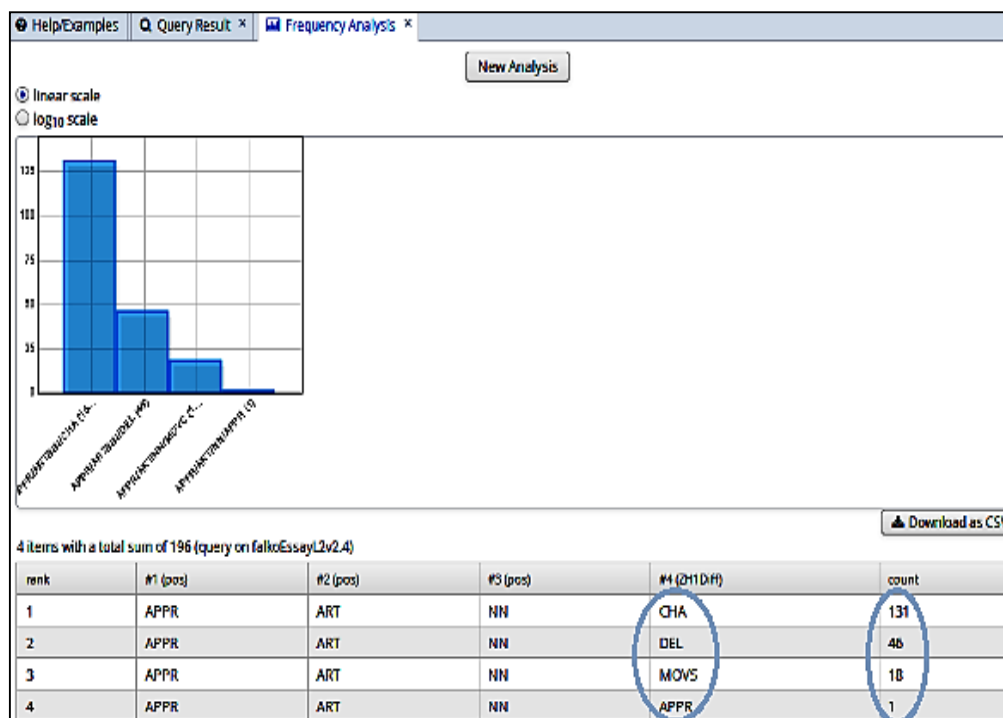 Help/Examples Query Result × Frequency Analysis ×
New Analysis
linear scale
log10 scale
125
100
75
50
25
0
4 items with a total sum of 196 (query on falkoEssayL2v2.4)
Download as CSV
rank #1 (pos) #2 (pos) #3 (pos) #4 (ZH1Diff) count
1 APPR ART NN CHA 131
2 APPR ART NN DEL 46
3 APPR ART NN MOVS 18
4 APPR ART NN APPR 1